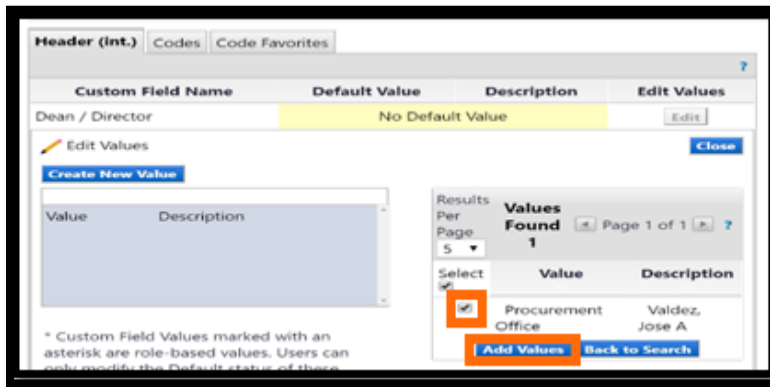 Header (Int.) Codes Code Favorites
?
Custom Field Name Default Value Description Edit Values
Dean / Director No Default Value Edit
Edit Values Close
Create New Value
Value Description
Results Per Page
5
Values Found 1
Page 1 of 1 ?
Select Value Description
Procurement Office Valdez, Jose A
Add Values Back to Search
* Custom Field Values marked with an
asterisk are role-based values. Users can
only modify the Default status of these